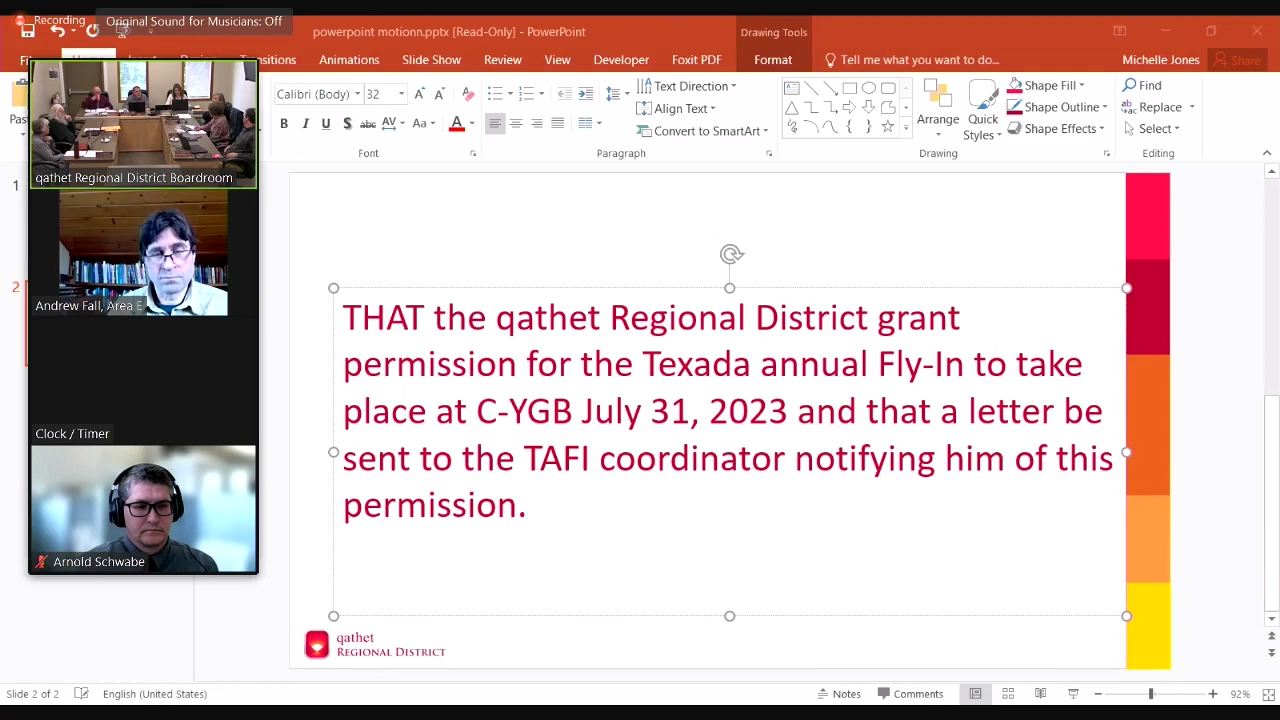 Recording
Original Sound for Musicians: Off
powerpoint motionn.pptx [Read-Only] - PowerPoint
Drawing Tools
Transitions
Animations
Slide Show
Review
View
Developer
Foxit PDF
Format
Tell me what you want to do...
Michelle Jones
Share
Calibri (Body)
32
Text Direction
Align Text
Convert to SmartArt
Arrange
Quick
Styles
Shape Fill
Shape Outline
Shape Effects
Find
Replace
Select
Font
Paragraph
Drawing
Editing
qathet Regional District Boardroom
Andrew Fall, Area E
Clock / Timer
Arnold Schwabe
1
2
THAT the qathet Regional District grant
permission for the Texada annual Fly-In to take
place at C-YGB July 31, 2023 and that a letter be
sent to the TAFI coordinator notifying him of this
permission.
qathet
REGIONAL DISTRICT
Slide 2 of 2
English (United States)
Notes
Comments
92%